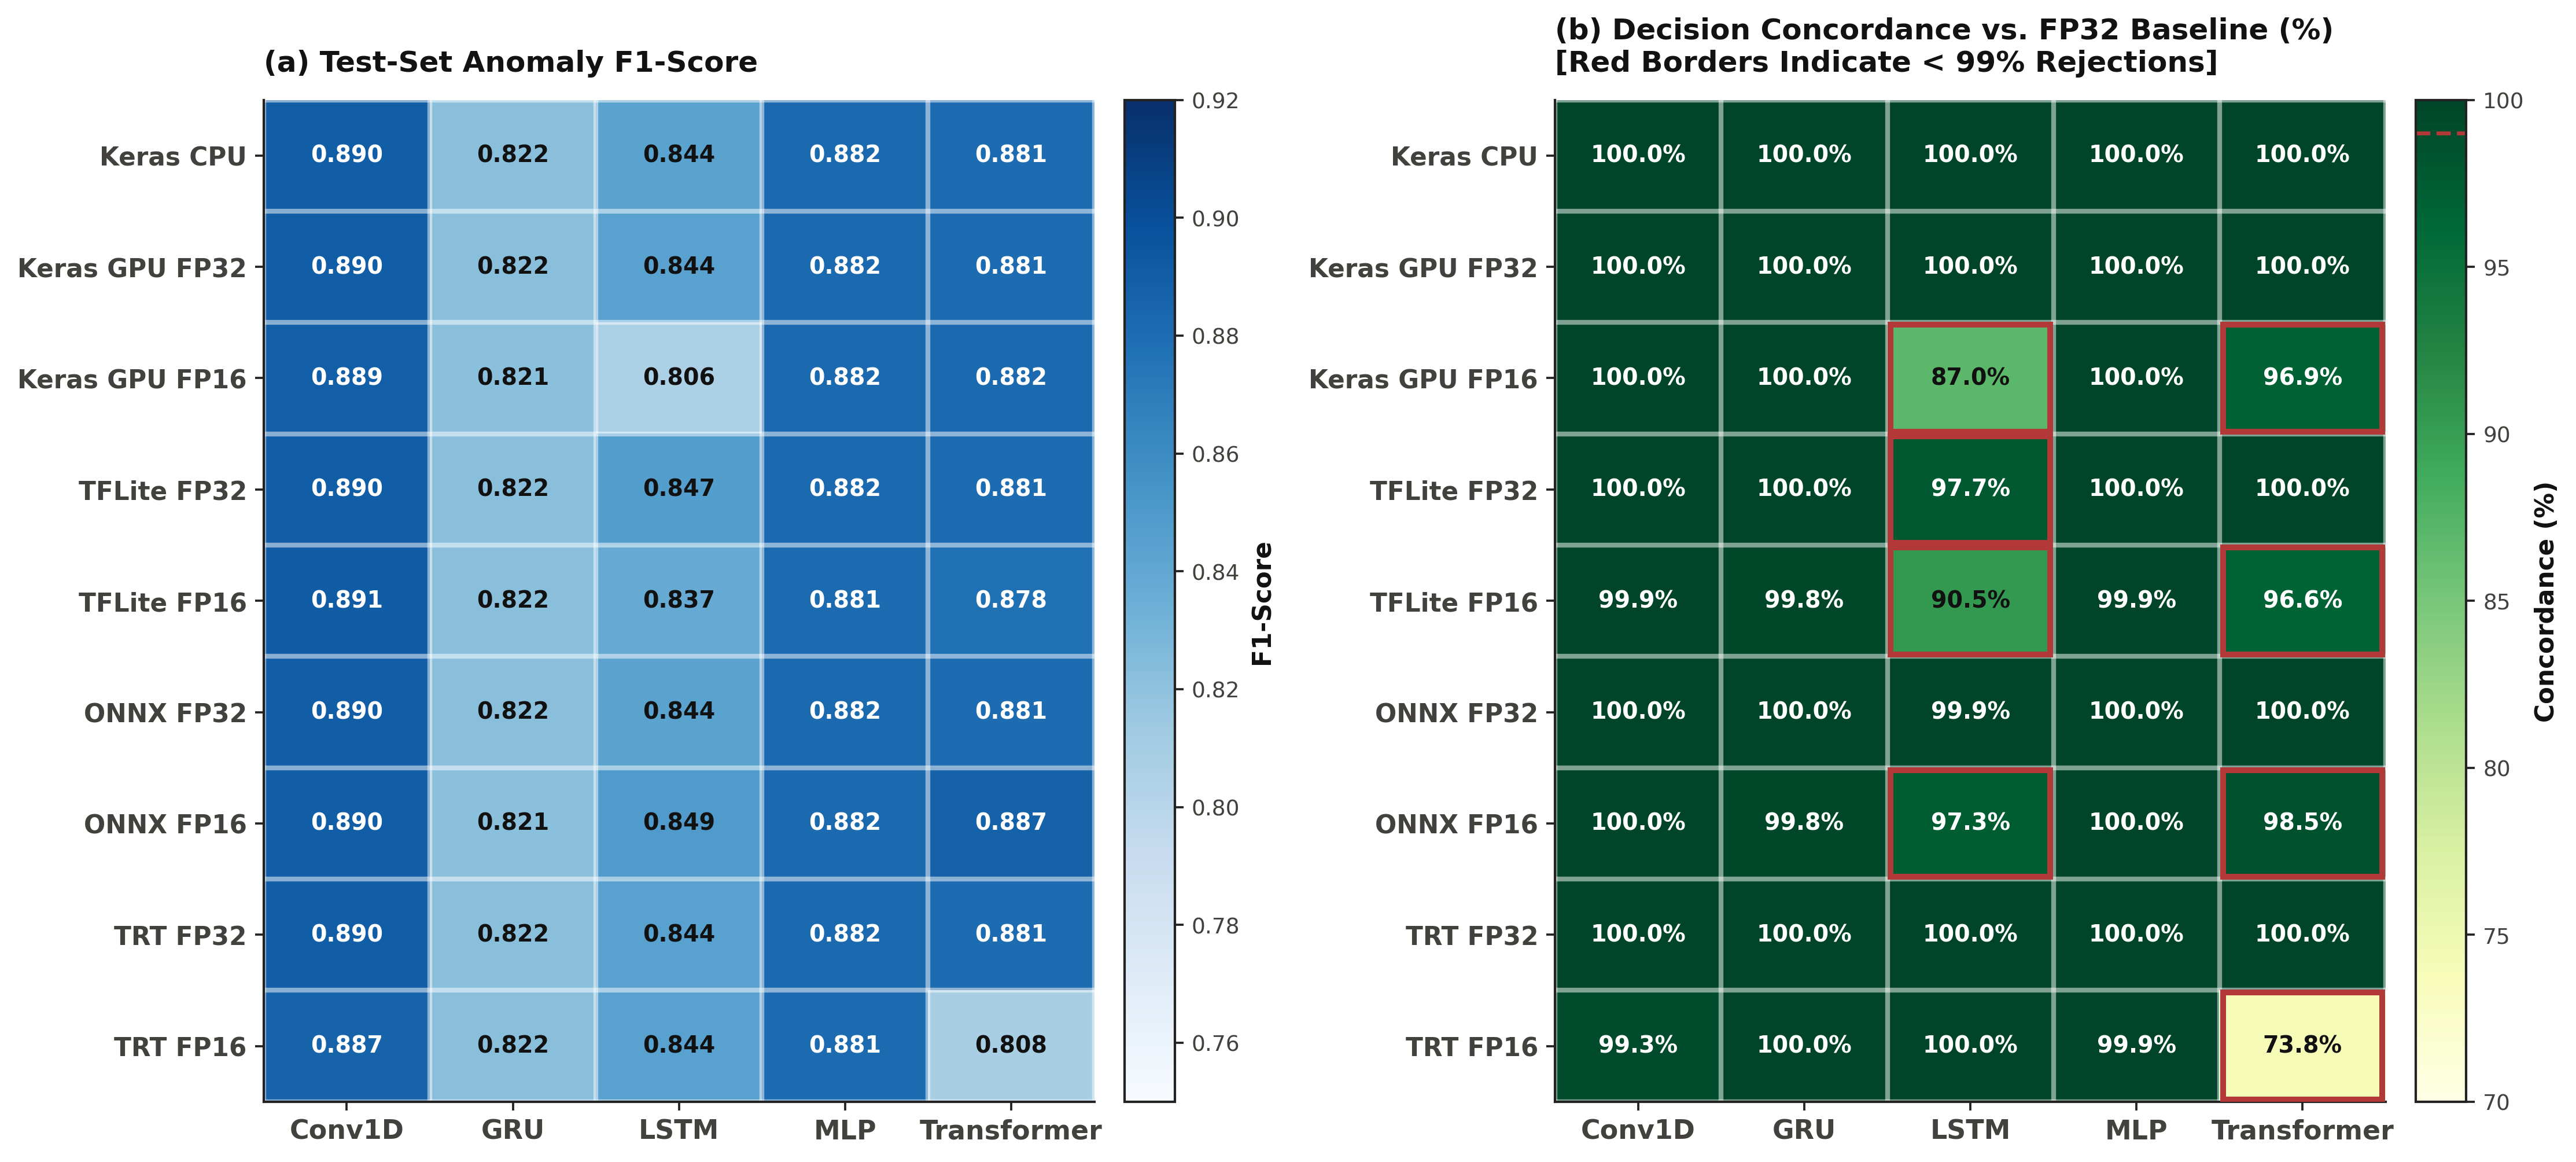 (a) Test-Set Anomaly F1-Score
Keras CPU 0.890 0.822 0.844 0.882 0.881
Keras GPU FP32 0.890 0.822 0.844 0.882 0.881
Keras GPU FP16 0.889 0.821 0.806 0.882 0.882
TFLite FP32 0.890 0.822 0.847 0.882 0.881
TFLite FP16 0.891 0.822 0.837 0.881 0.878
ONNX FP32 0.890 0.822 0.844 0.882 0.881
ONNX FP16 0.890 0.821 0.849 0.882 0.887
TRT FP32 0.890 0.822 0.844 0.882 0.881
TRT FP16 0.887 0.822 0.844 0.881 0.808
Conv1D GRU LSTM MLP Transformer
0.92
0.90
0.88
0.86
0.84
0.82
0.80
0.78
0.76
F1-Score
(b) Decision Concordance vs. FP32 Baseline (%)
[Red Borders Indicate < 99% Rejections]
Keras CPU 100.0% 100.0% 100.0% 100.0% 100.0%
Keras GPU FP32 100.0% 100.0% 100.0% 100.0% 100.0%
Keras GPU FP16 100.0% 100.0% 87.0% 100.0% 96.9%
TFLite FP32 100.0% 100.0% 97.7% 100.0% 100.0%
TFLite FP16 99.9% 99.8% 90.5% 99.9% 96.6%
ONNX FP32 100.0% 100.0% 99.9% 100.0% 100.0%
ONNX FP16 100.0% 99.8% 97.3% 100.0% 98.5%
TRT FP32 100.0% 100.0% 100.0% 100.0% 100.0%
TRT FP16 99.3% 100.0% 100.0% 99.9% 73.8%
Conv1D GRU LSTM MLP Transformer
100
95
90
85
80
75
70
Concordance (%)